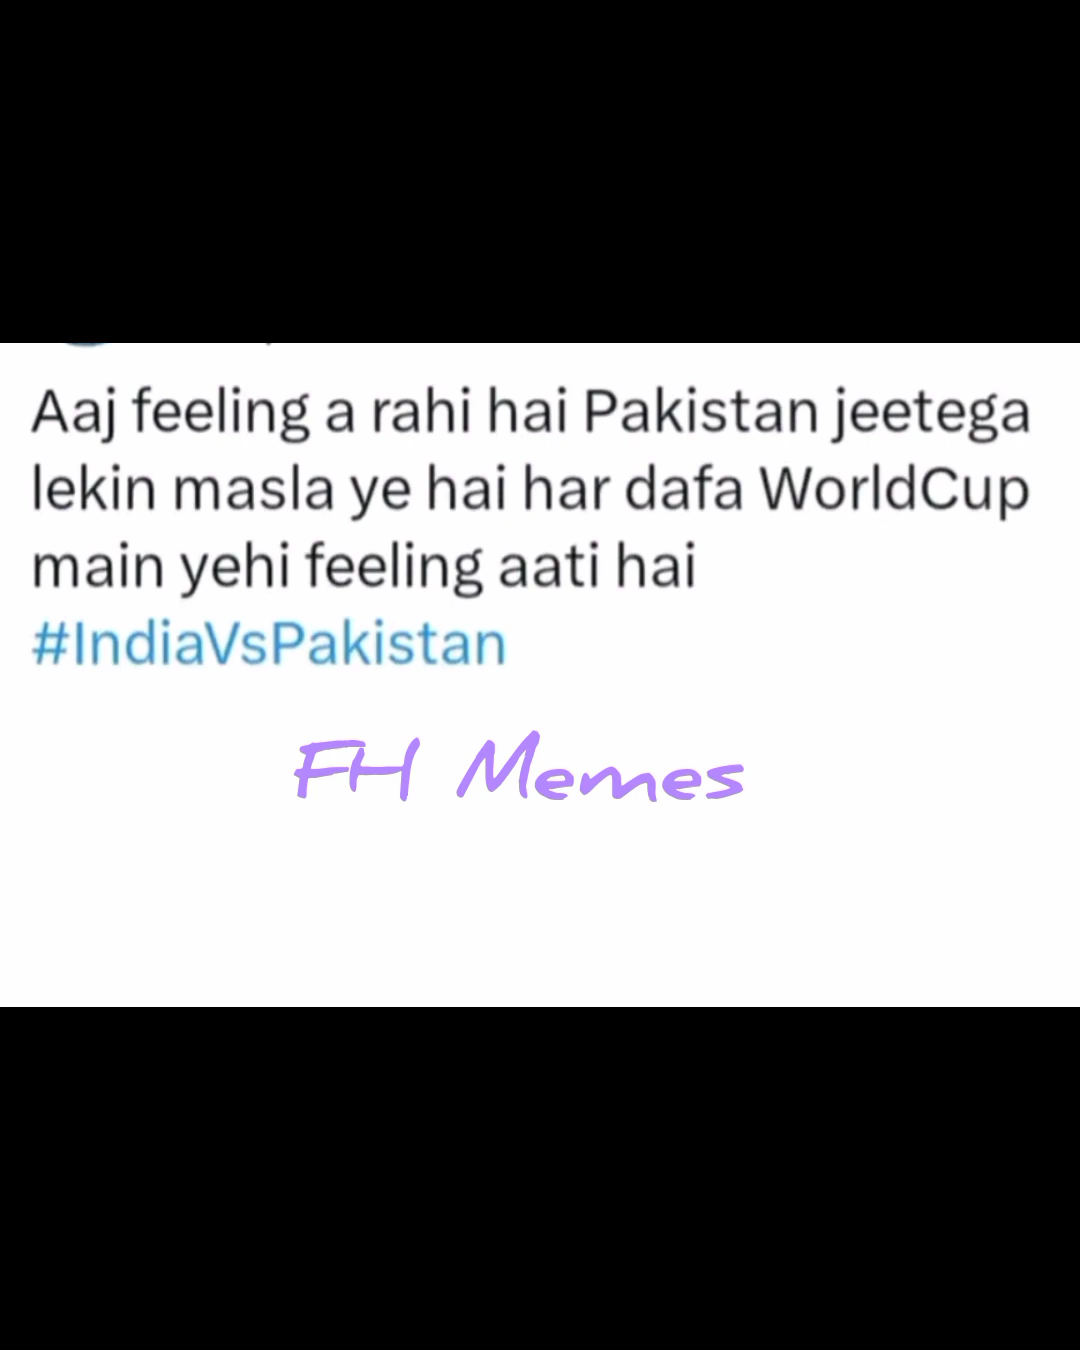 Aaj feeling a rahi hai Pakistan jeetega
lekin masla ye hai har dafa WorldCup
main yehi feeling aati hai
#IndiaVsPakistan
FH Memes